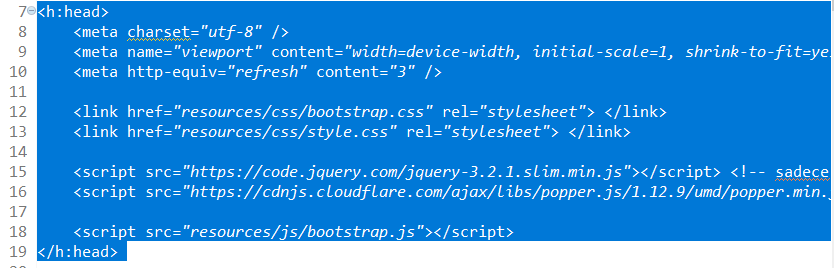 7 <h:head>
8 <meta charset="utf-8" />
9 <meta name="viewport" content="width=device-width, initial-scale=1, shrink-to-fit=ye
10 <meta http-equiv="refresh" content="3" />
11
12 <link href="resources/css/bootstrap.css" rel="stylesheet"> </link>
13 <link href="resources/css/style.css" rel="stylesheet"> </link>
14
15 <script src="https://code.jquery.com/jquery-3.2.1.slim.min.js"></script> <!-- sadece
16 <script src="https://cdnjs.cloudflare.com/ajax/libs/popper.js/1.12.9/umd/popper.min.
17
18 <script src="resources/js/bootstrap.js"></script>
19 </h:head>